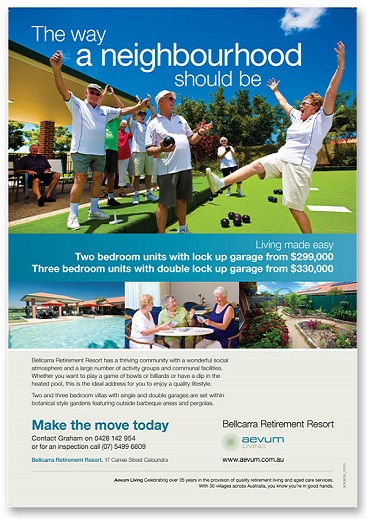 The way
a neighbourhood
should be
Living made easy
Two bedroom units with lock up garage from $299,000
Three bedroom units with double lock up garage from $330,000
Bellcarra Retirement Resort has a thriving community with a wonderful social
atmosphere and a large number of activity groups and communal facilities.
Whether you want to play a game of bowls or billiards or have a dip in the
heated pool, this is the ideal address for you to enjoy a quality lifestyle.
Two and three bedroom villas with single and double garages are set within
botanical style gardens featuring outside barbeque areas and pergolas.
Make the move today
Contact Graham on 0428 142 954
or for an inspection call (07) 5499 6609
Bellcarra Retirement Resort, 17 Carree Street Caloundra
Bellcarra Retirement Resort
aevum
LIVING
www.aevum.com.au
Aevum Living Celebrating over 35 years in the provision of quality retirement living and aged care services.
With 30 villages across Australia, you know you're in good hands.